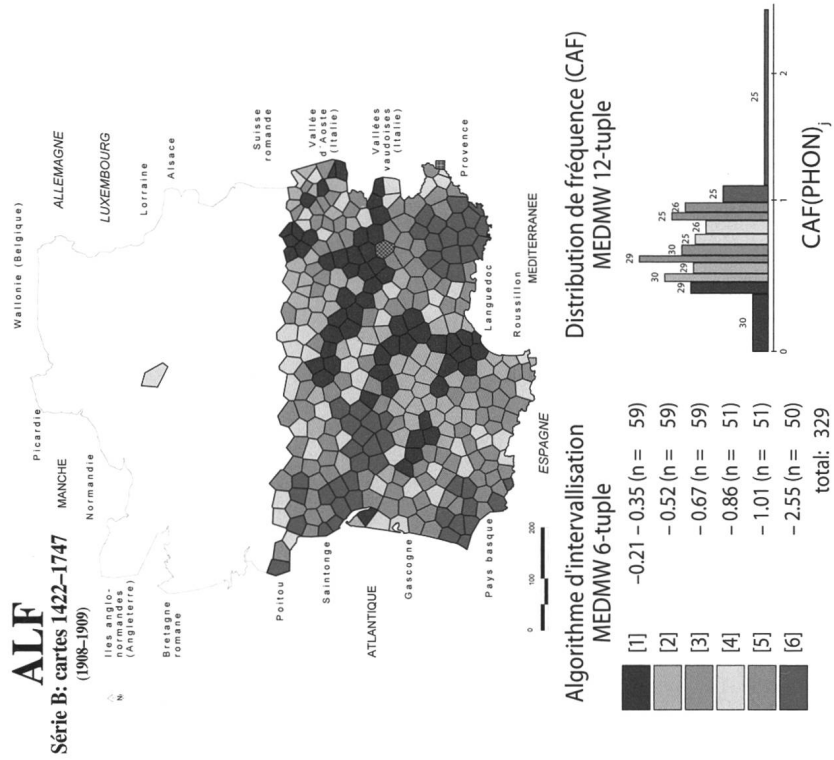 ALF
Série B: cartes 1422–1747
(1908–1909)
Wallonie (Belgique)
ALLEMAGNE
LUXEMBOURG
Picardie
MANCHE
Normandie
Lorraine
Alsace
Iles anglo-
normandes
(Angleterre)
Bretagne
romane
N
Suisse
romande
Vallée
d'Aoste
(Italie)
Vallées
vaudoises
(Italie)
Provence
Poitou
Saintonge
ATLANTIQUE
Gascogne
Pays basque
ESPAGNE
Languedoc
Roussillon
MEDITERRANEE
0 100 200
Algorithme d'intervallisation
MEDMW 6-tuple
[1] –0.21 – 0.35 (n = 59)
[2] – 0.52 (n = 59)
[3] – 0.67 (n = 59)
[4] – 0.86 (n = 51)
[5] – 1.01 (n = 51)
[6] – 2.55 (n = 50)
total: 329
Distribution de fréquence (CAF)
MEDMW 12-tuple
30
29
30
29
29
30
25
26
25
26
25
25
0 1 2
CAF(PHON)j